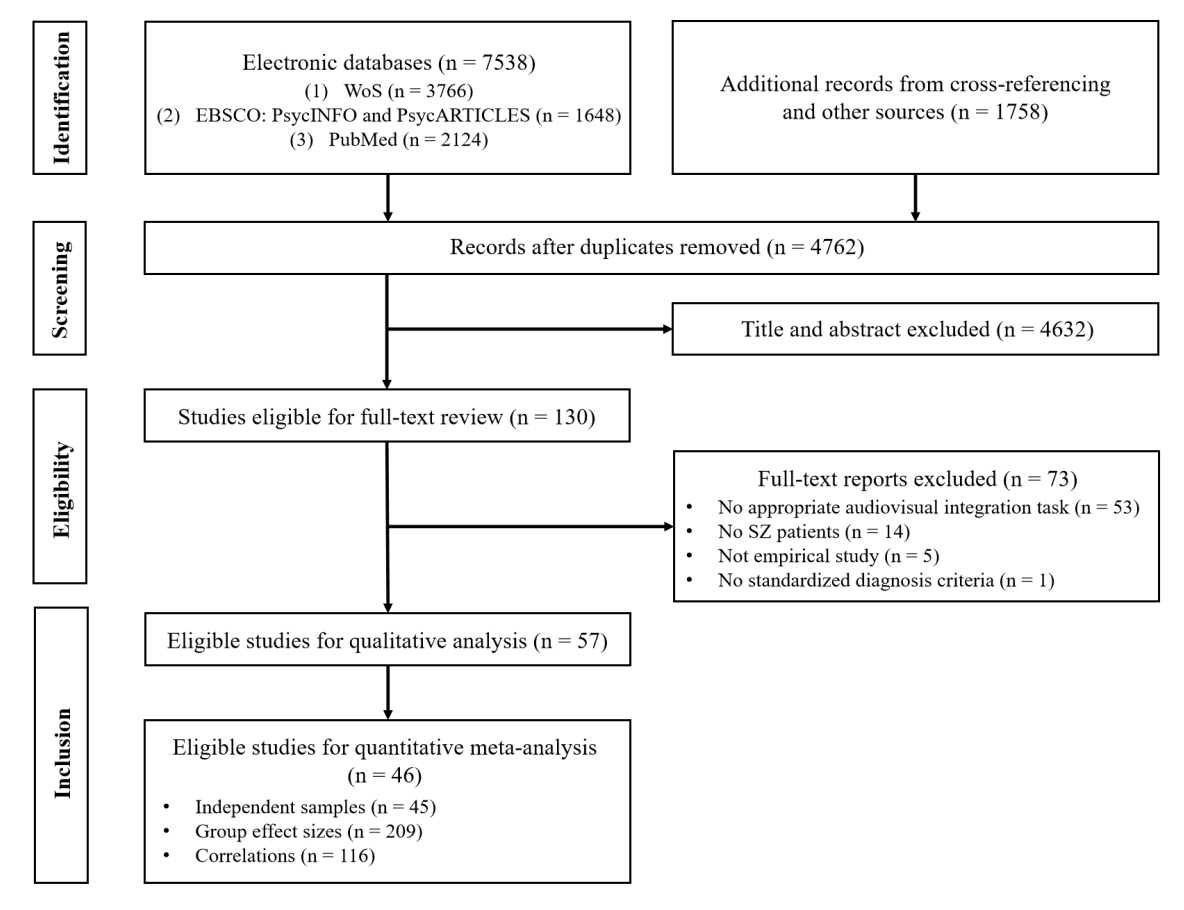 Identification
Electronic databases (n = 7538)
(1) WoS (n = 3766)
(2) EBSCO: PsycINFO and PsycARTICLES (n = 1648)
(3) PubMed (n = 2124)
Additional records from cross-referencing
and other sources (n = 1758)
Screening
Records after duplicates removed (n = 4762)
Title and abstract excluded (n = 4632)
Eligibility
Studies eligible for full-text review (n = 130)
Full-text reports excluded (n = 73)
• No appropriate audiovisual integration task (n = 53)
• No SZ patients (n = 14)
• Not empirical study (n = 5)
• No standardized diagnosis criteria (n = 1)
Inclusion
Eligible studies for qualitative analysis (n = 57)
Eligible studies for quantitative meta-analysis
(n = 46)
• Independent samples (n = 45)
• Group effect sizes (n = 209)
• Correlations (n = 116)